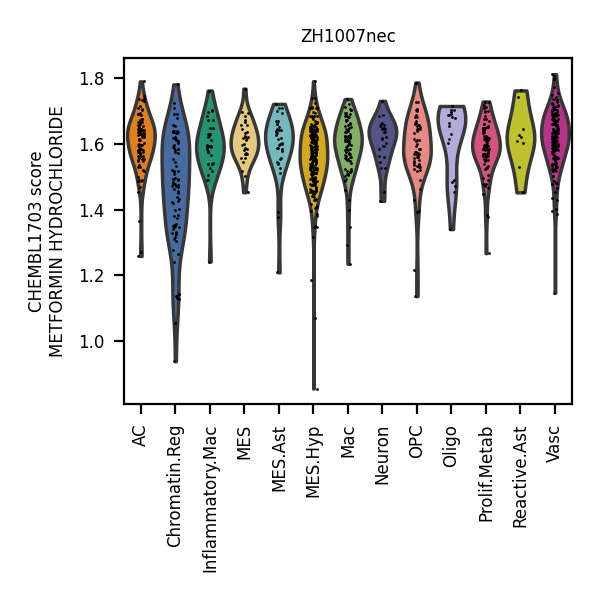 ZH1007nec
CHEMBL1703 score
METFORMIN HYDROCHLORIDE
1.8
1.6
1.4
1.2
1.0
AC
Chromatin.Reg
Inflammatory.Mac
MES
MES.Ast
MES.Hyp
Mac
Neuron
OPC
Oligo
Prolif.Metab
Reactive.Ast
Vasc